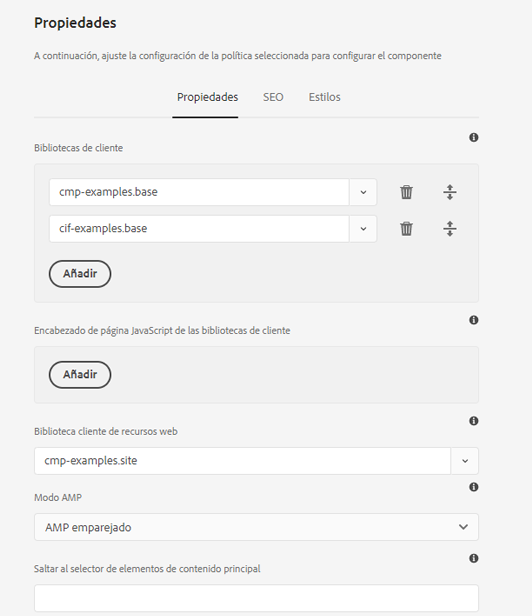 Propiedades
A continuación, ajuste la configuración de la política seleccionada para configurar el componente
Propiedades SEO Estilos
Bibliotecas de cliente
cmp-examples.base
cif-examples.base
Añadir
Encabezado de página JavaScript de las bibliotecas de cliente
Añadir
Biblioteca cliente de recursos web
cmp-examples.site
Modo AMP
AMP emparejado
Saltar al selector de elementos de contenido principal